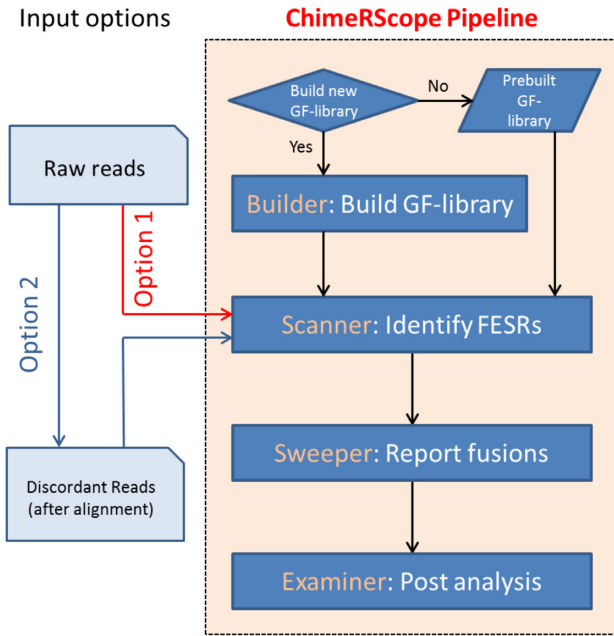 Input options
ChimeRScope Pipeline
Build new
GF-library
No
Prebuilt
GF-
library
Yes
Raw reads
Builder: Build GF-library
Option 1
Option 2
Scanner: Identify FESRs
Discordant Reads
(after alignment)
Sweeper: Report fusions
Examiner: Post analysis